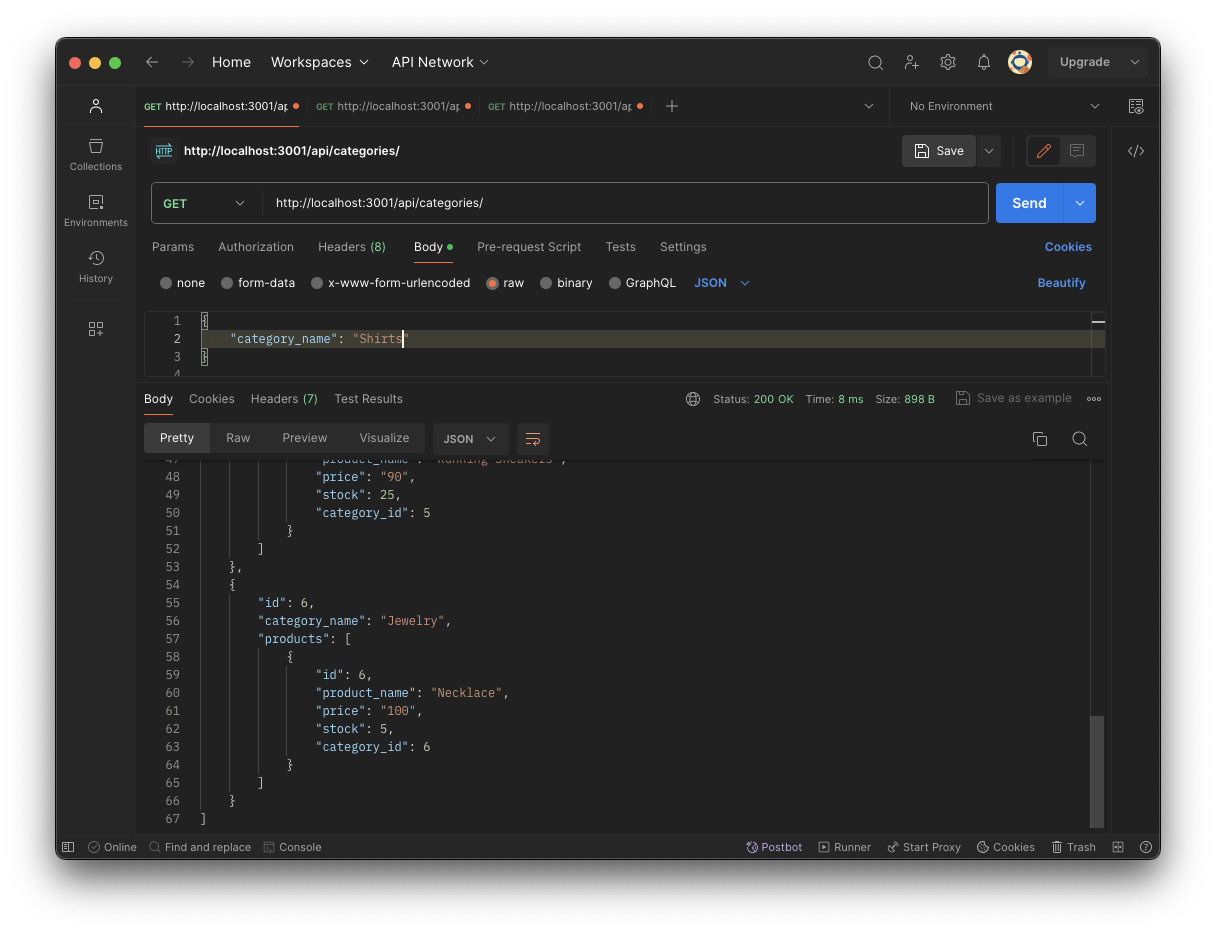 Home Workspaces API Network Upgrade
GET http://localhost:3001/ap GET http://localhost:3001/ap GET http://localhost:3001/ap No Environment
HTTP http://localhost:3001/api/categories/ Save
Collections
Environments
History
GET http://localhost:3001/api/categories/ Send
Params Authorization Headers (8) Body Pre-request Script Tests Settings Cookies
none form-data x-www-form-urlencoded raw binary GraphQL JSON Beautify
1 {
2 "category_name": "Shirts"
3 }
4
Body Cookies Headers (7) Test Results Status: 200 OK Time: 8 ms Size: 898 B Save as example
Pretty Raw Preview Visualize JSON
47 "product_name": "Running Sneakers",
48 "price": "90",
49 "stock": 25,
50 "category_id": 5
51 }
52 ]
53 },
54 {
55 "id": 6,
56 "category_name": "Jewelry",
57 "products": [
58 {
59 "id": 6,
60 "product_name": "Necklace",
61 "price": "100",
62 "stock": 5,
63 "category_id": 6
64 }
65 ]
66 }
67 ]
Online Find and replace Console Postbot Runner Start Proxy Cookies Trash